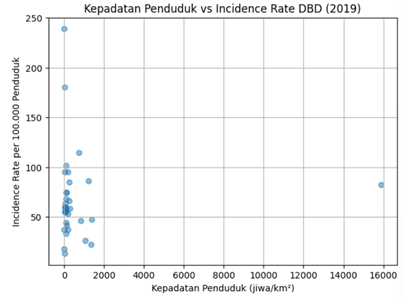 Kepadatan Penduduk vs Incidence Rate DBD (2019)
Incidence Rate per 100.000 Penduduk
250
200
150
100
50
0 2000 4000 6000 8000 10000 12000 14000 16000
Kepadatan Penduduk (jiwa/km²)